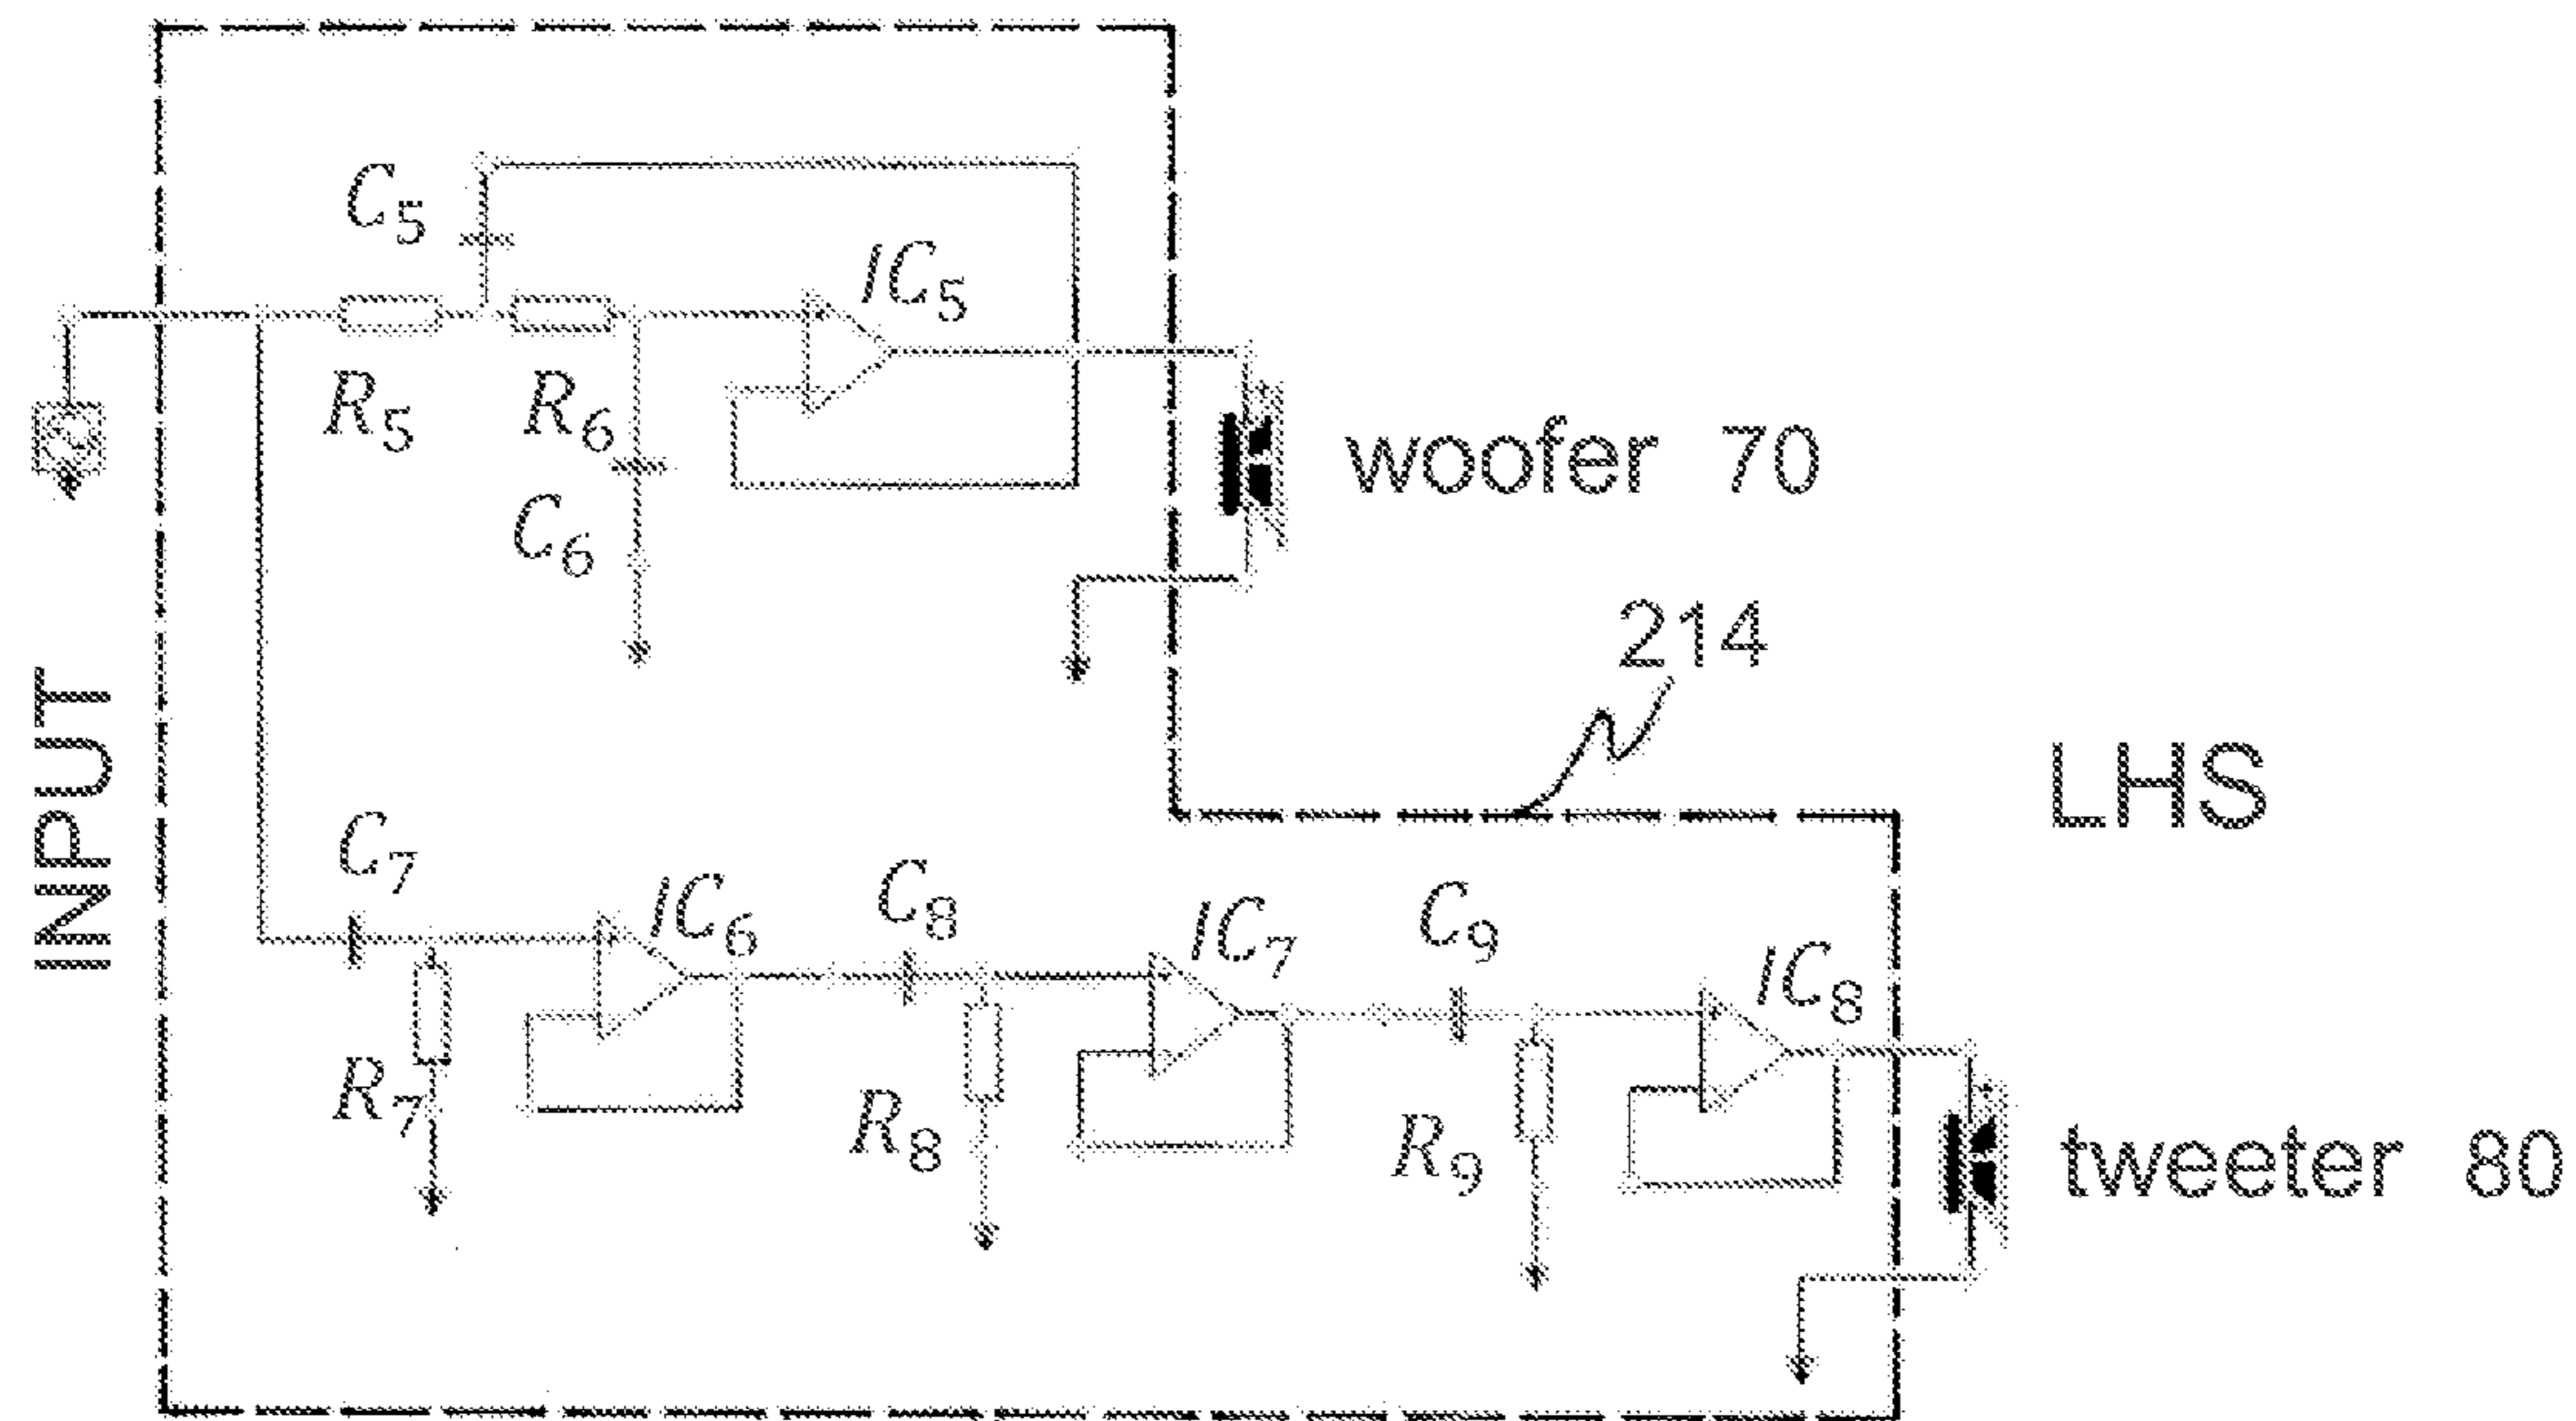 C5
IC5
R5
R6
C6
woofer 70
214
INPUT
LHS
C7
IC6
C8
IC7
C9
IC8
R7
R8
R9
tweeter 80